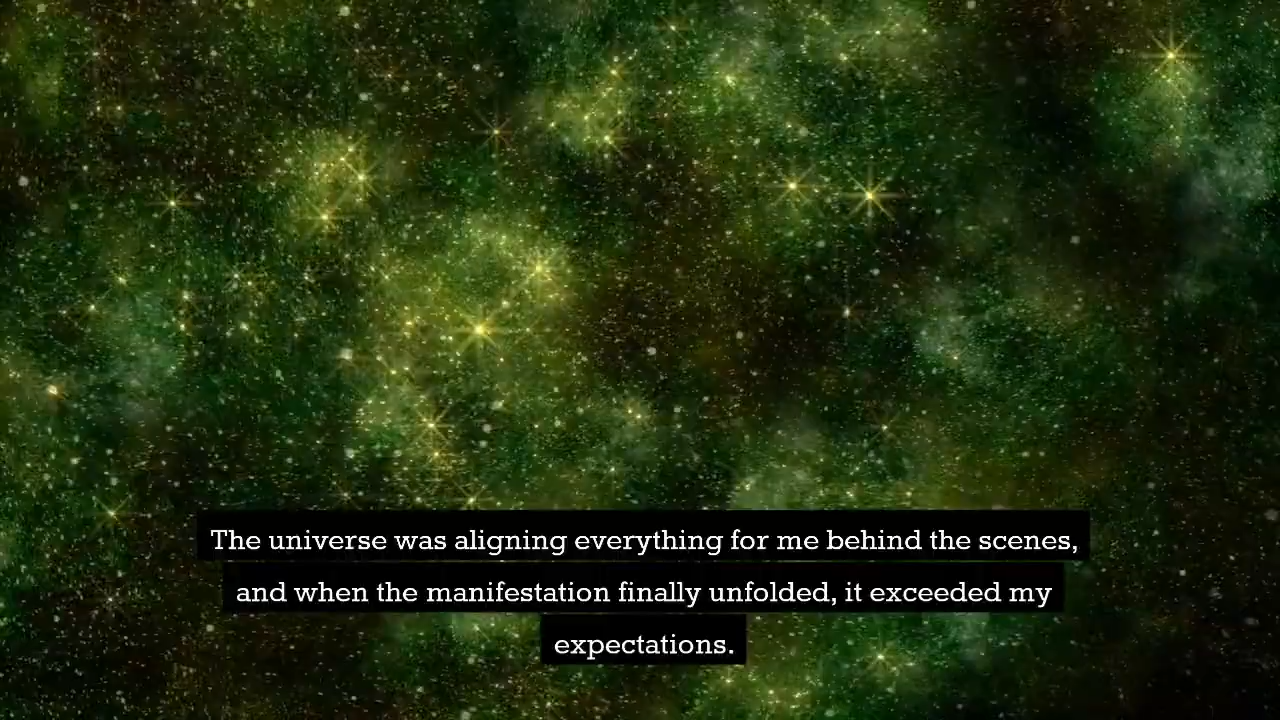 The universe was aligning everything for me behind the scenes,
and when the manifestation finally unfolded, it exceeded my
expectations.